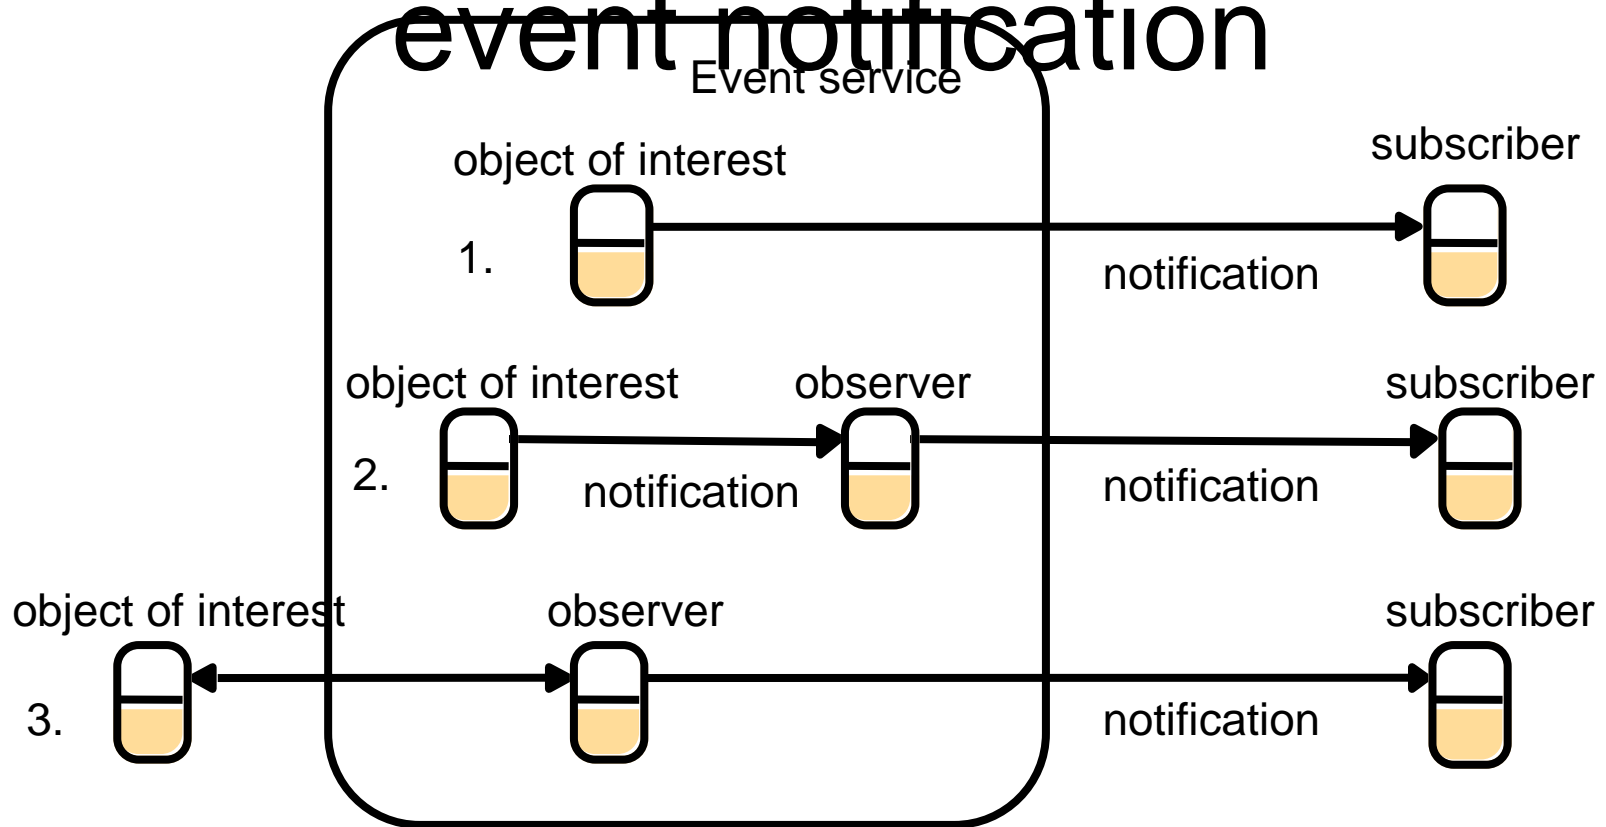 event notification
Event service
object of interest
subscriber
1.
notification
object of interest
observer
subscriber
2.
notification
notification
object of interest
observer
subscriber
3.
notification